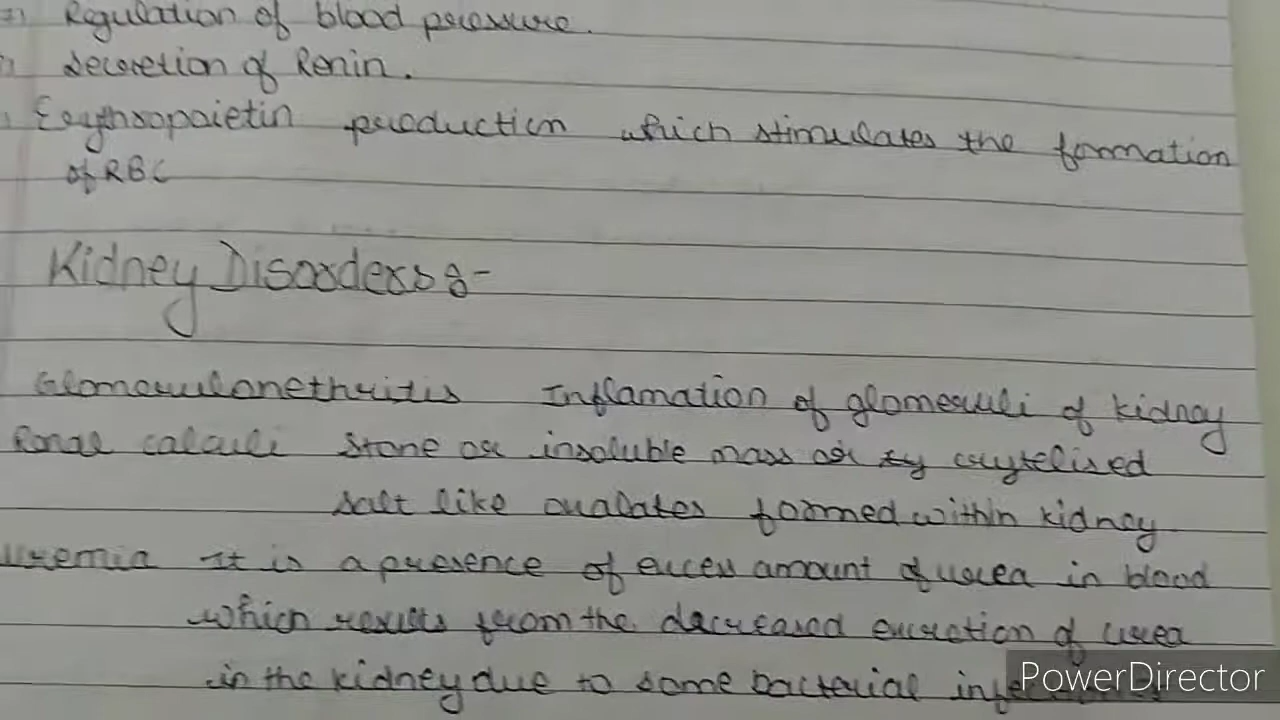 Regulation of blood pressure.
Secretion of Renin.
Erythropoietin production which stimulates the formation
of RBC
Kidney Disorders :-
Glomerulonethritis Inflamation of glomeruli of kidney
Renal calculi Stone or insoluble mass or crytelised
salt like oxalates formed within kidney
Uremia It is a presence of excess amount of urea in blood
which results from the decreased excretion of urea
in the kidney due to some bacterial
PowerDirector